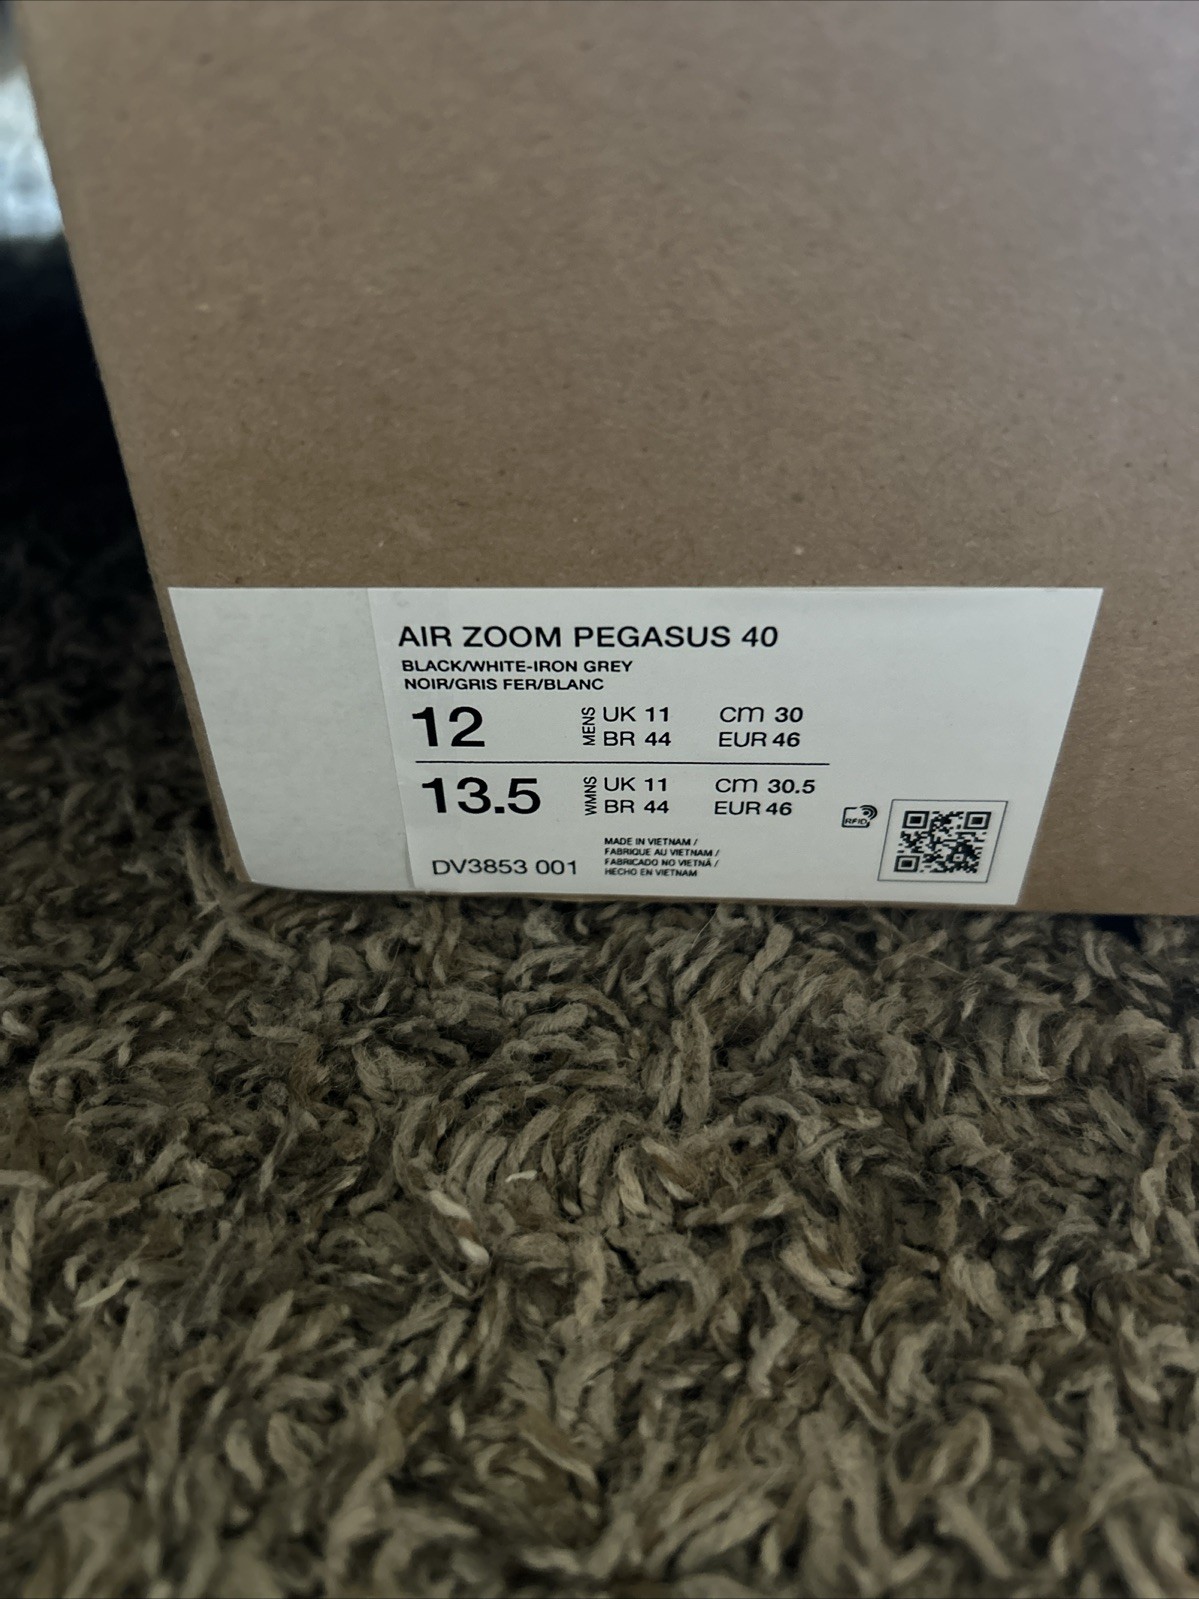 AIR ZOOM PEGASUS 40
BLACK/WHITE-IRON GREY
NOIR/GRIS FER/BLANC
12 MENS UK 11 cm 30
BR 44 EUR 46
13.5 WMNS UK 11 cm 30.5
BR 44 EUR 46
RFID
DV3853 001
MADE IN VIETNAM /
FABRIQUE AU VIETNAM /
FABRICADO NO VIETNÃ /
HECHO EN VIETNAM